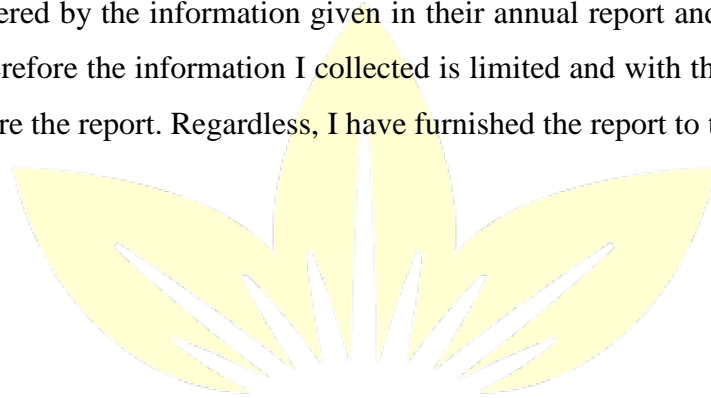 ered by the information given in their annual report and
refore the information I collected is limited and with th
re the report. Regardless, I have furnished the report to t